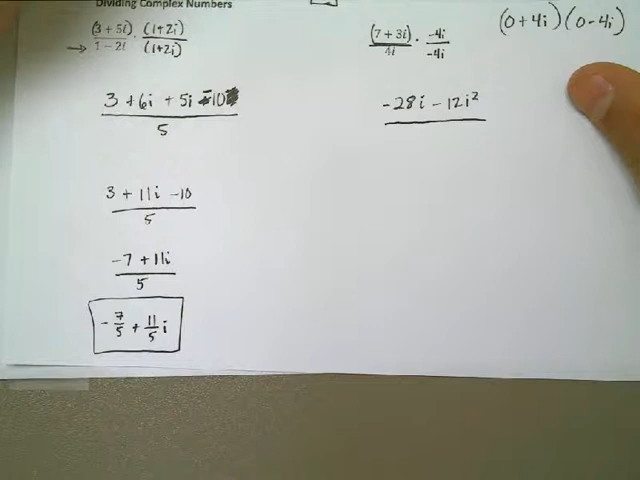 Dividing Complex Numbers
(3 + 5i)/(1 - 2i) · (1+2i)/(1+2i)
3 + 6i + 5i - 10
5
3 + 11i - 10
5
-7 + 11i
5
- 7/5 + 11/5 i
(7 + 3i)/4i · -4i/-4i
(0 + 4i)(0 - 4i)
-28i - 12i²